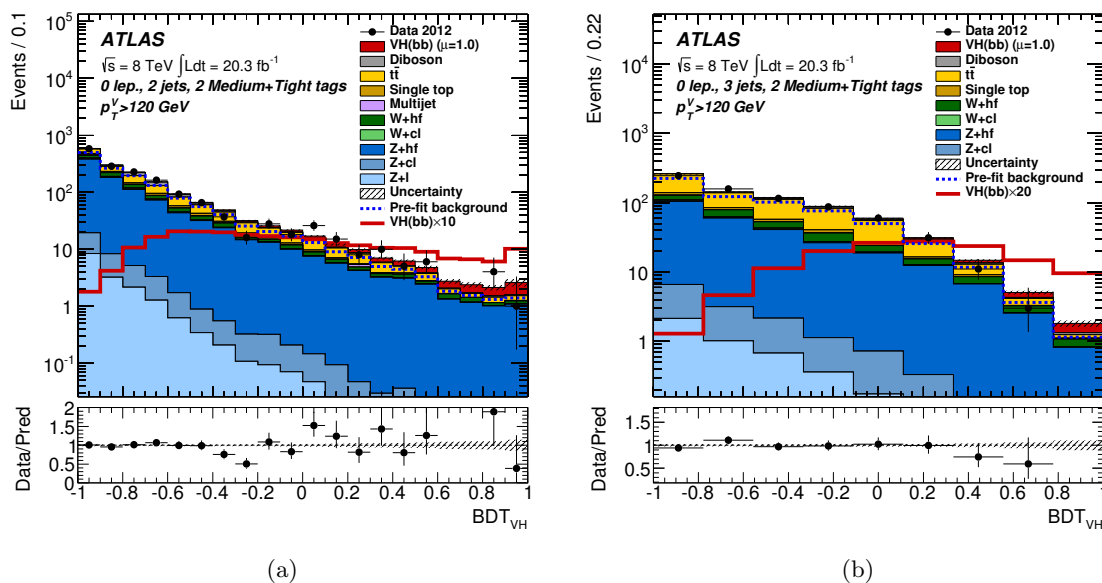 Events / 0.1
10⁵
10⁴
10³
10²
10
1
10⁻¹
ATLAS
√s = 8 TeV ∫Ldt = 20.3 fb⁻¹
0 lep., 2 jets, 2 Medium+Tight tags
p_T^V>120 GeV
Data 2012
VH(bb) (μ=1.0)
Diboson
tt̄
Single top
Multijet
W+hf
W+cl
Z+hf
Z+cl
Z+l
Uncertainty
Pre-fit background
VH(bb)×10
Data/Pred
2
1.5
1
0.5
0
-1 -0.8 -0.6 -0.4 -0.2 0 0.2 0.4 0.6 0.8 1
BDT_VH
(a)
Events / 0.22
10⁴
10³
10²
10
1
ATLAS
√s = 8 TeV ∫Ldt = 20.3 fb⁻¹
0 lep., 3 jets, 2 Medium+Tight tags
p_T^V>120 GeV
Data 2012
VH(bb) (μ=1.0)
Diboson
tt̄
Single top
W+hf
W+cl
Z+hf
Z+cl
Uncertainty
Pre-fit background
VH(bb)×20
Data/Pred
1.5
1
0.5
-1 -0.8 -0.6 -0.4 -0.2 0 0.2 0.4 0.6 0.8 1
BDT_VH
(b)